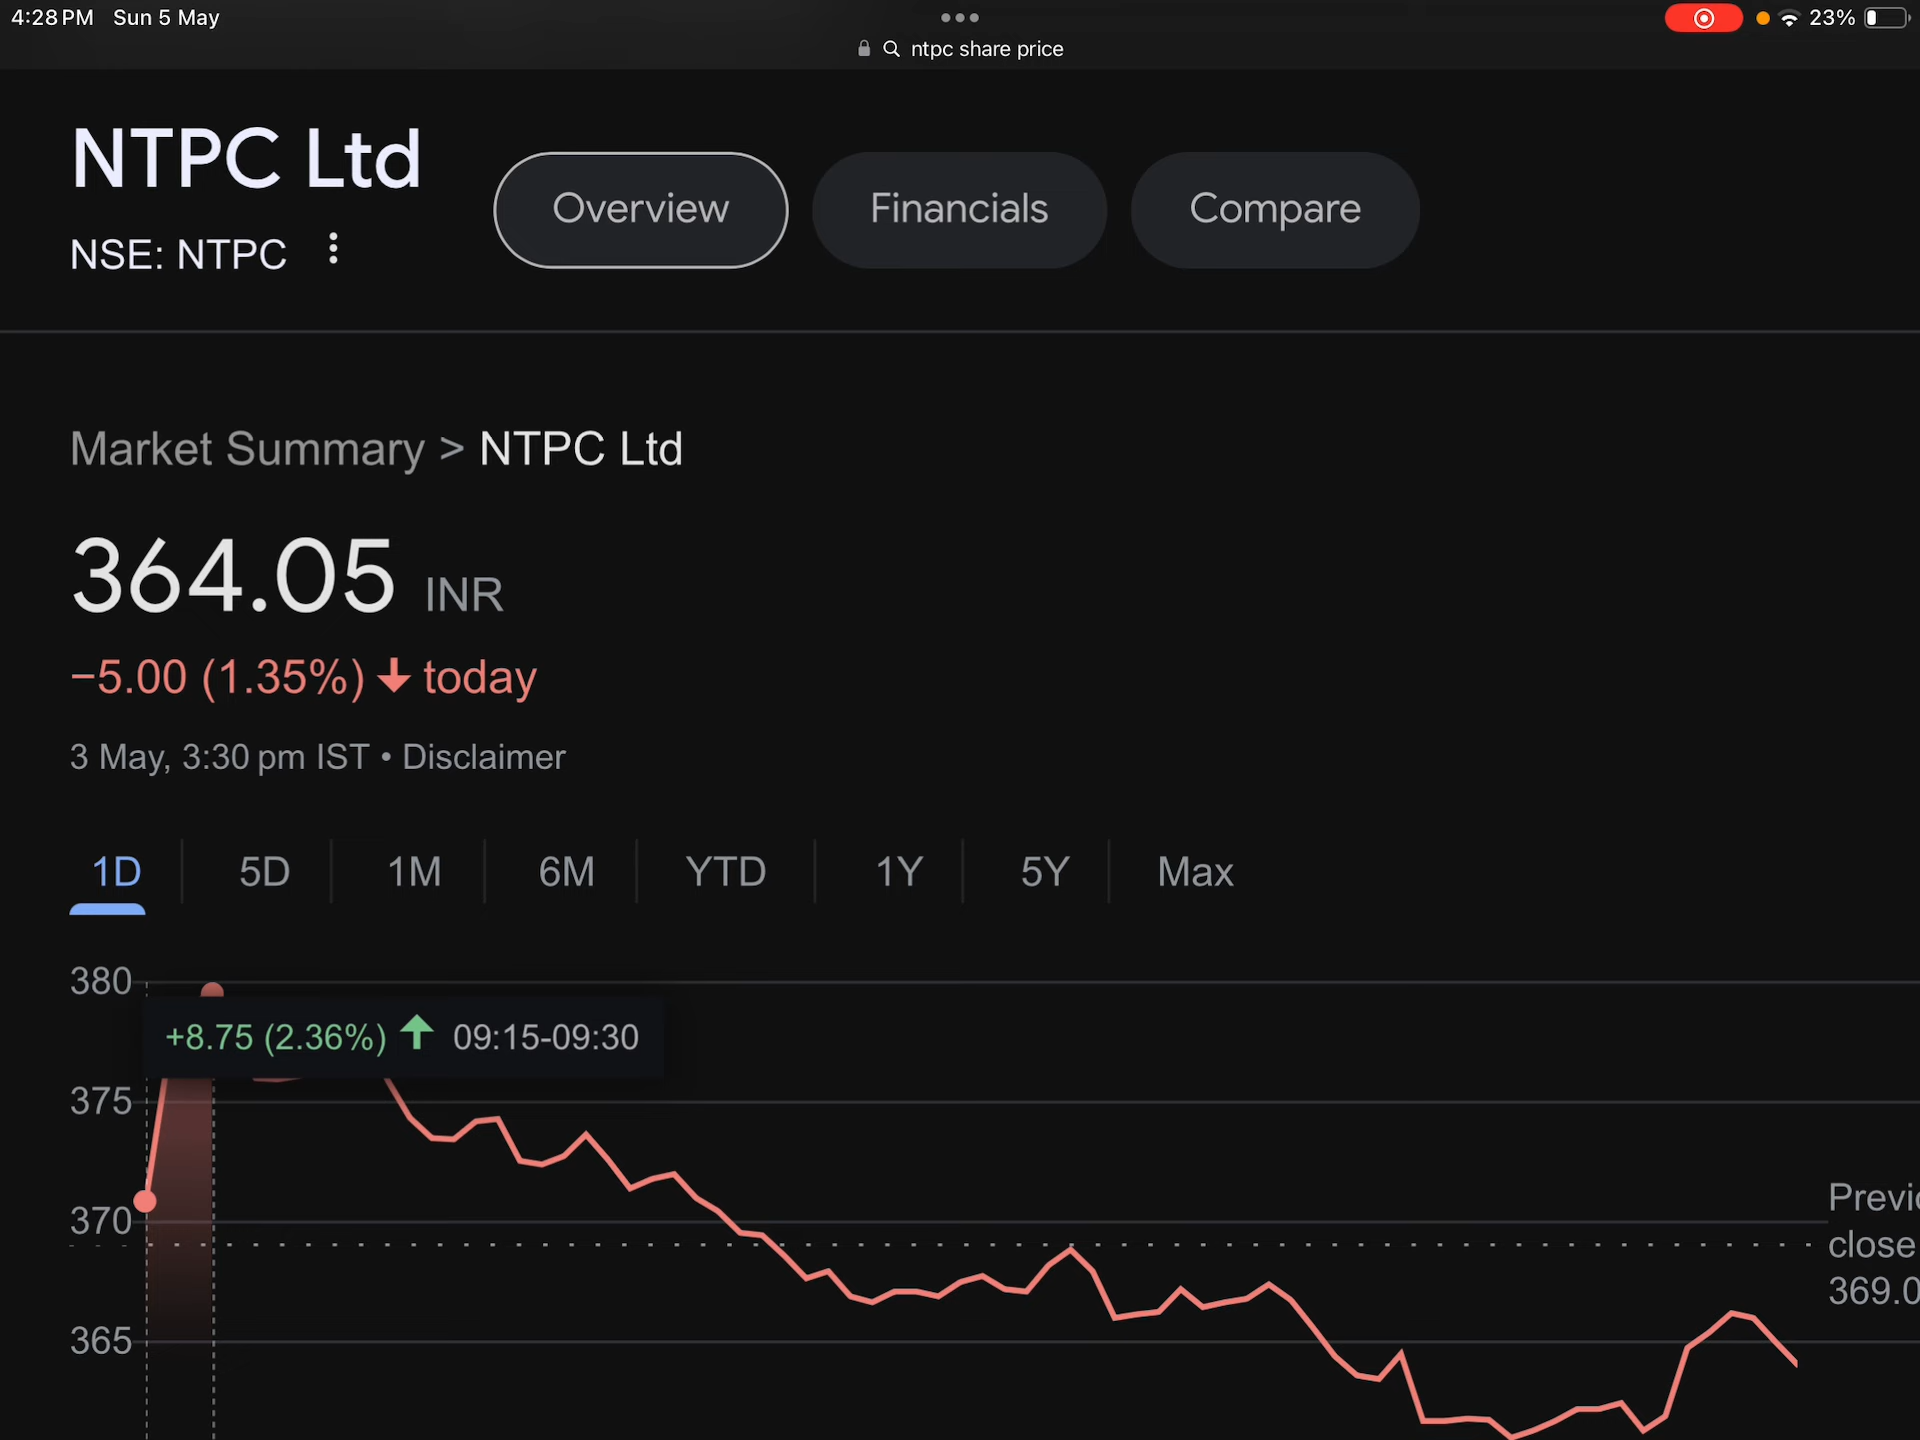 4:28 PM Sun 5 May
23%
ntpc share price
NTPC Ltd
NSE: NTPC
Overview
Financials
Compare
Market Summary > NTPC Ltd
364.05 INR
−5.00 (1.35%) ↓ today
3 May, 3:30 pm IST • Disclaimer
1D 5D 1M 6M YTD 1Y 5Y Max
380
+8.75 (2.36%) ↑ 09:15-09:30
375
370
365
close